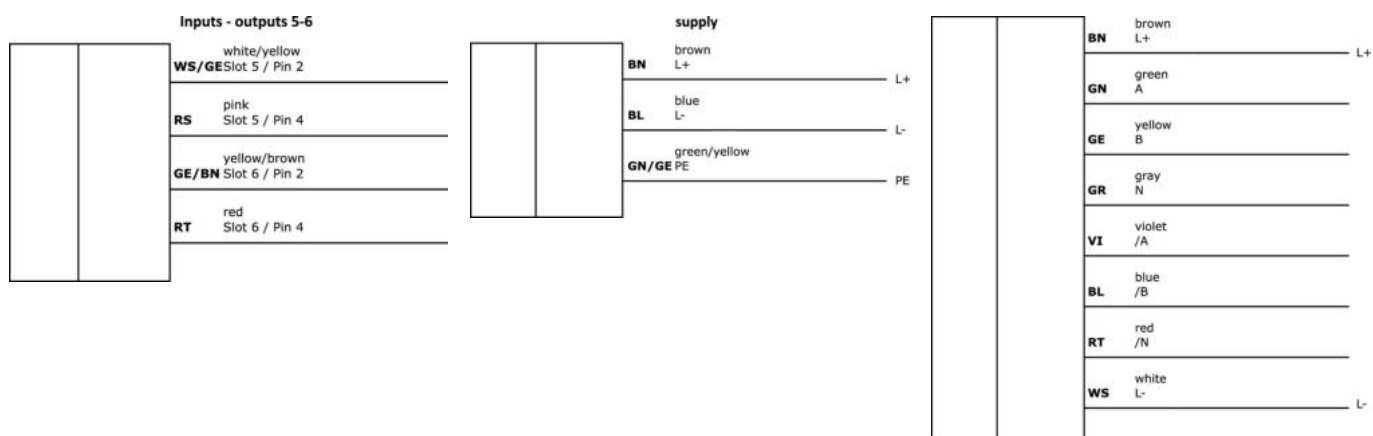 Inputs - outputs 5-6
white/yellow
WS/GE Slot 5 / Pin 2
pink
RS Slot 5 / Pin 4
yellow/brown
GE/BN Slot 6 / Pin 2
red
RT Slot 6 / Pin 4
supply
brown
BN L+
L+
blue
BL L-
L-
green/yellow
GN/GE PE
PE
brown
BN L+
L+
green
GN A
yellow
GE B
gray
GR N
violet
VI /A
blue
BL /B
red
RT /N
white
WS L-
L-